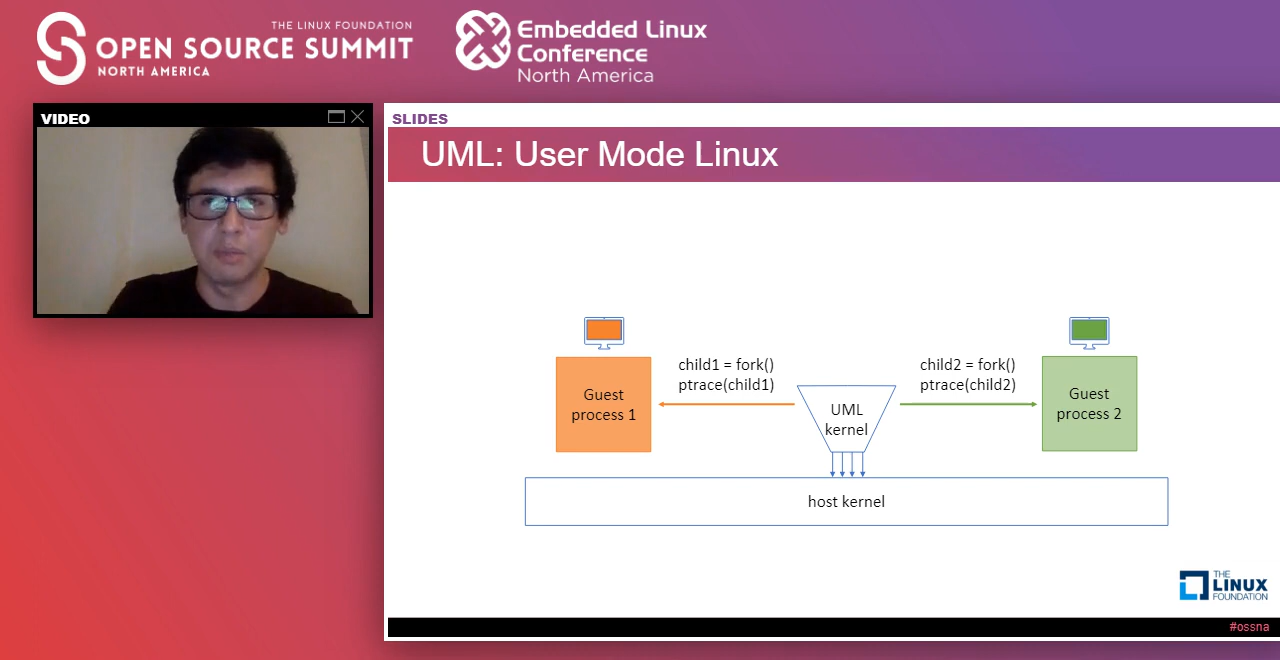 THE LINUX FOUNDATION
OPEN SOURCE SUMMIT
NORTH AMERICA
Embedded Linux
Conference
North America
VIDEO
SLIDES
UML: User Mode Linux
child1 = fork()
ptrace(child1)
child2 = fork()
ptrace(child2)
Guest
process 1
UML
kernel
Guest
process 2
host kernel
THE
LINUX
FOUNDATION
#ossna